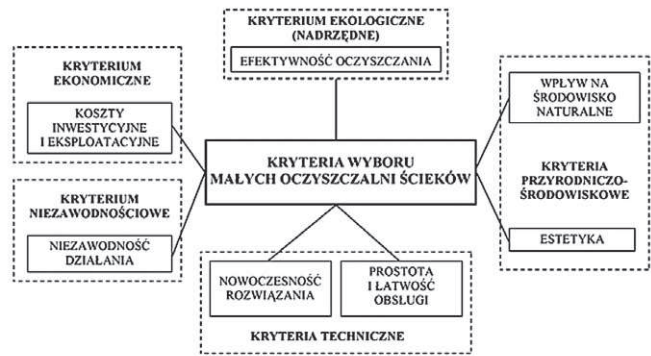 KRYTERIUM EKOLOGICZNE
(NADRZĘDNE)
EFEKTYWNOŚĆ OCZYSZCZANIA
KRYTERIUM
EKONOMICZNE
KOSZTY
INWESTYCYJNE
I EKSPLOATACYJNE
KRYTERIUM
NIEZAWODNOŚCIOWE
NIEZAWODNOŚĆ
DZIAŁANIA
KRYTERIA WYBORU
MAŁYCH OCZYSZCZALNI ŚCIEKÓW
WPŁYW NA
ŚRODOWISKO
NATURALNE
KRYTERIA
PRZYRODNICZO-
ŚRODOWISKOWE
ESTETYKA
NOWOCZESNOŚĆ
ROZWIĄZANIA
PROSTOTA
I ŁATWOŚĆ
OBSŁUGI
KRYTERIA TECHNICZNE